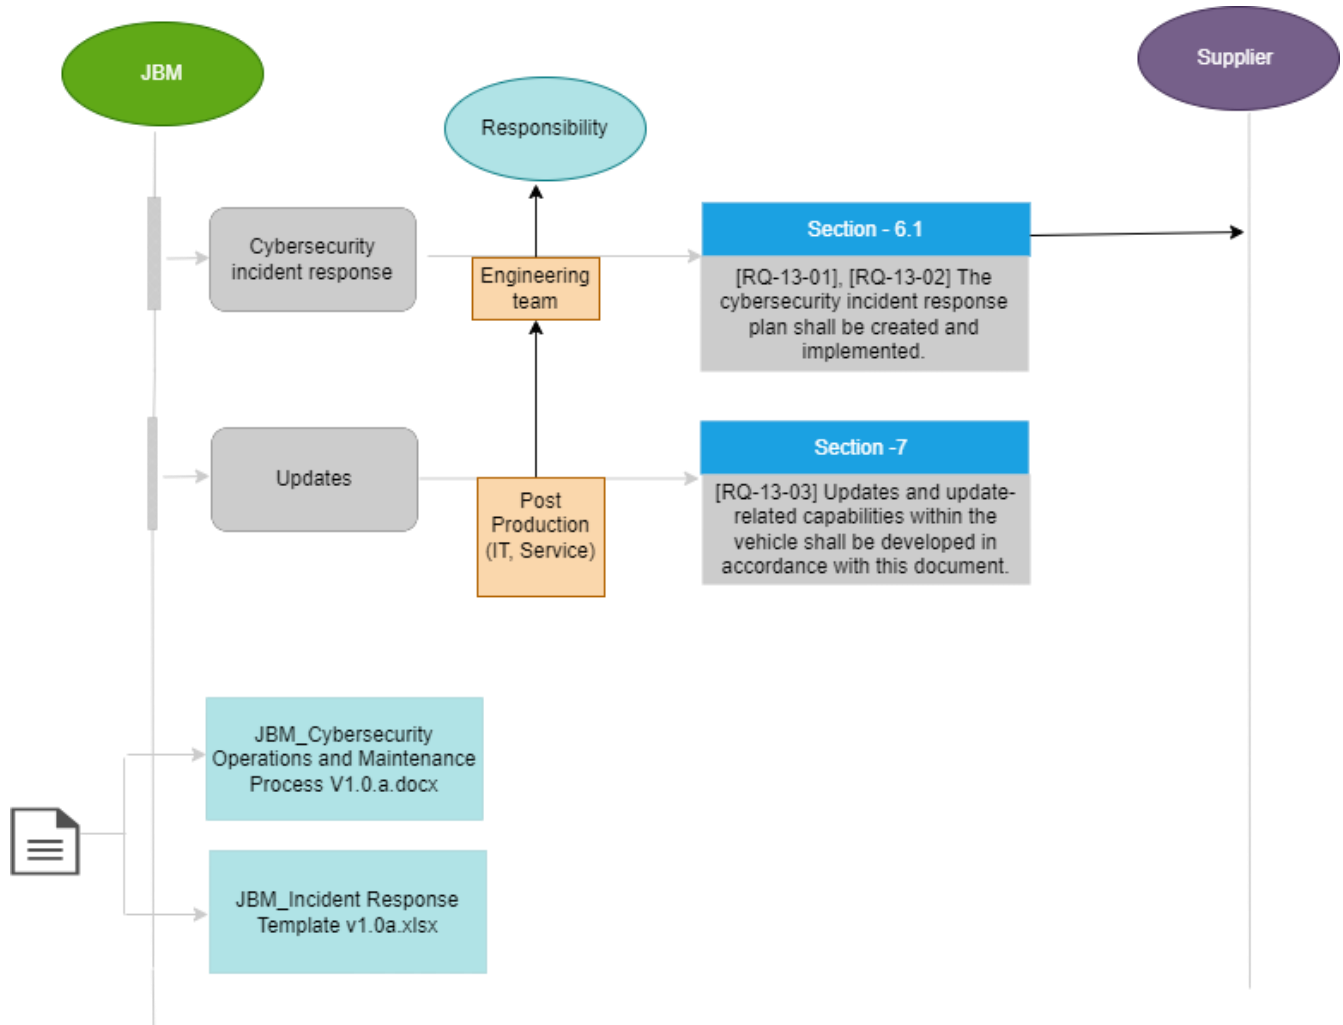 JBM
Supplier
Responsibility
Cybersecurity
incident response
Engineering
team
Section - 6.1
[RQ-13-01], [RQ-13-02] The
cybersecurity incident response
plan shall be created and
implemented.
Updates
Post
Production
(IT, Service)
Section -7
[RQ-13-03] Updates and update-
related capabilities within the
vehicle shall be developed in
accordance with this document.
JBM_Cybersecurity
Operations and Maintenance
Process V1.0.a.docx
JBM_Incident Response
Template v1.0a.xlsx